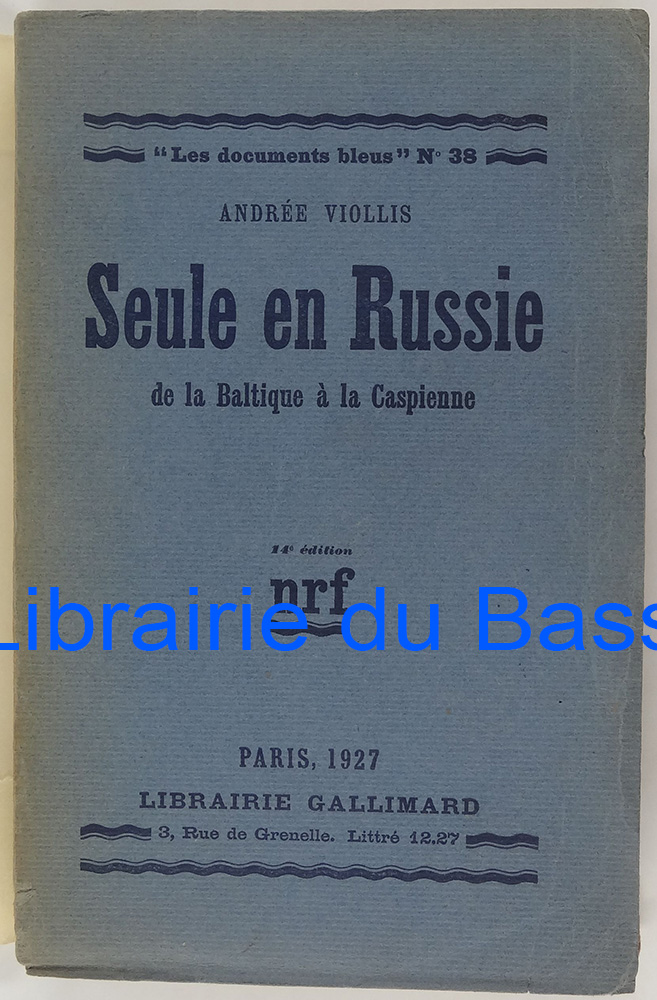 “Les documents bleus” N° 38
ANDRÉE VIOLLIS
Seule en Russie
de la Baltique à la Caspienne
14e édition
nrf
Librairie du Bass
PARIS, 1927
LIBRAIRIE GALLIMARD
3, Rue de Grenelle. Littré 12.27